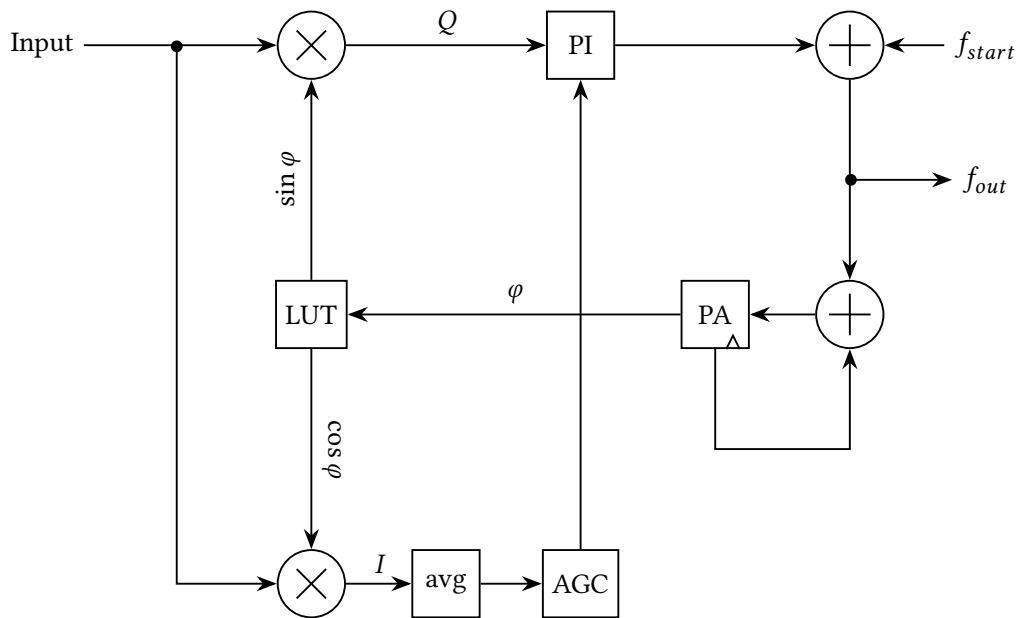 Input
Q
PI
f_start
sin φ
f_out
LUT
φ
PA
cos φ
I
avg
AGC